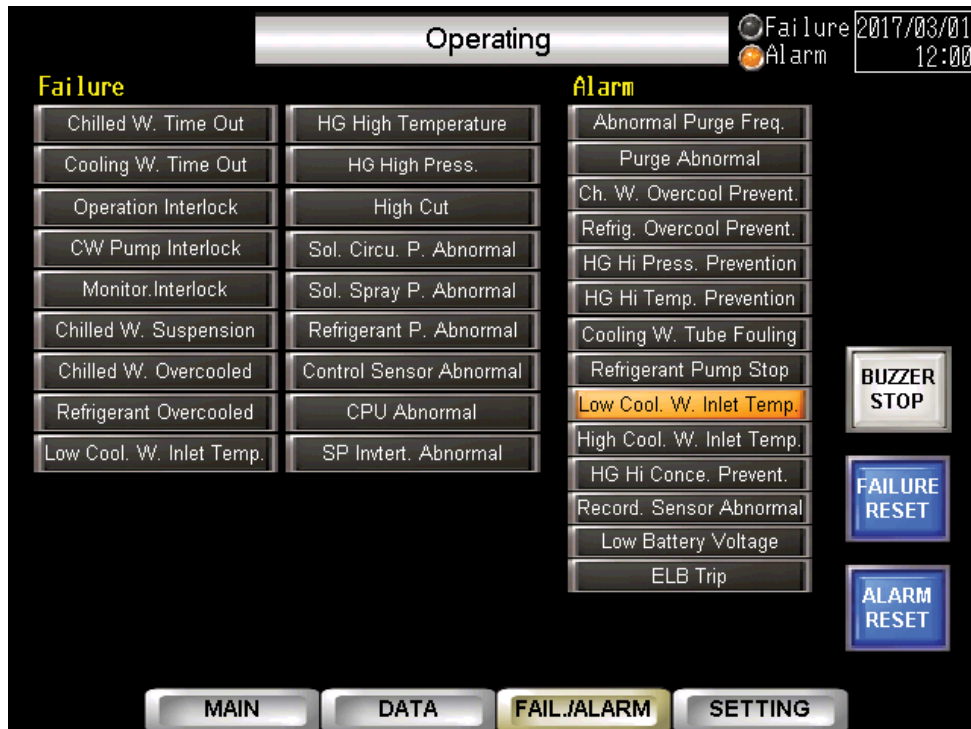 Operating
Failure
2017/03/01
Alarm
12:00
Failure
Alarm
Chilled W. Time Out
HG High Temperature
Abnormal Purge Freq.
Cooling W. Time Out
HG High Press.
Purge Abnormal
Operation Interlock
High Cut
Ch. W. Overcool Prevent.
CW Pump Interlock
Sol. Circu. P. Abnormal
Refrig. Overcool Prevent.
Monitor.Interlock
Sol. Spray P. Abnormal
HG Hi Press. Prevention
Chilled W. Suspension
Refrigerant P. Abnormal
HG Hi Temp. Prevention
Chilled W. Overcooled
Control Sensor Abnormal
Cooling W. Tube Fouling
Refrigerant Overcooled
CPU Abnormal
Refrigerant Pump Stop
Low Cool. W. Inlet Temp.
SP Invtert. Abnormal
Low Cool. W. Inlet Temp.
High Cool. W. Inlet Temp.
HG Hi Conce. Prevent.
Record. Sensor Abnormal
Low Battery Voltage
ELB Trip
BUZZER
STOP
FAILURE
RESET
ALARM
RESET
MAIN
DATA
FAIL./ALARM
SETTING